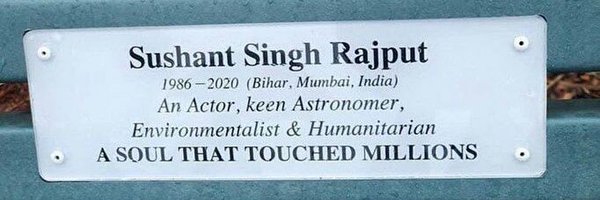 Sushant Singh Rajput
1986–2020 (Bihar, Mumbai, India)
An Actor, keen Astronomer,
Environmentalist & Humanitarian
A SOUL THAT TOUCHED MILLIONS